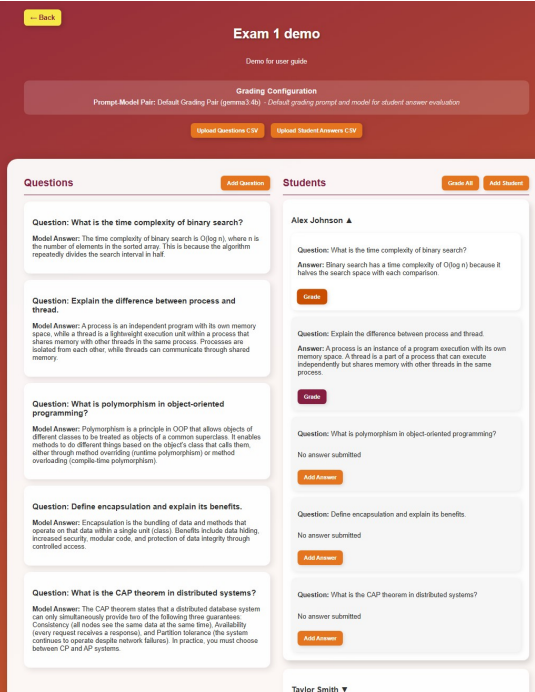 ← Back
Exam 1 demo
Demo for user guide
Grading Configuration
Prompt-Model Pair: Default Grading Pair (gemma3:4b) - Default grading prompt and model for student answer evaluation
Upload Questions CSV
Upload Student Answers CSV
Questions
Add Question
Question: What is the time complexity of binary search?
Model Answer: The time complexity of binary search is O(log n), where n is
the number of elements in the sorted array. This is because the algorithm
repeatedly divides the search interval in half.
Question: Explain the difference between process and
thread.
Model Answer: A process is an independent program with its own memory
space, while a thread is a lightweight execution unit within a process that
shares memory with other threads in the same process. Processes are
isolated from each other, while threads can communicate through shared
memory.
Question: What is polymorphism in object-oriented
programming?
Model Answer: Polymorphism is a principle in OOP that allows objects of
different classes to be treated as objects of a common superclass. It enables
methods to do different things based on the object's class that calls them,
either through method overriding (runtime polymorphism) or method
overloading (compile-time polymorphism).
Question: Define encapsulation and explain its benefits.
Model Answer: Encapsulation is the bundling of data and methods that
operate on that data within a single unit (class). Benefits include data hiding,
increased security, modular code, and protection of data integrity through
controlled access.
Question: What is the CAP theorem in distributed systems?
Model Answer: The CAP theorem states that a distributed database system
can only simultaneously provide two of the following three guarantees:
Consistency (all nodes see the same data at the same time), Availability
(every request receives a response), and Partition tolerance (the system
continues to operate despite network failures). In practice, you must choose
between CP and AP systems.
Students
Grade All
Add Student
Alex Johnson ▲
Question: What is the time complexity of binary search?
Answer: Binary search has a time complexity of O(log n) because it
halves the search space with each comparison.
Grade
Question: Explain the difference between process and thread.
Answer: A process is an instance of a program execution with its own
memory space. A thread is a part of a process that can execute
independently but shares memory with other threads in the same
process.
Grade
Question: What is polymorphism in object-oriented programming?
No answer submitted
Add Answer
Question: Define encapsulation and explain its benefits.
No answer submitted
Add Answer
Question: What is the CAP theorem in distributed systems?
No answer submitted
Add Answer
Taylor Smith ▼